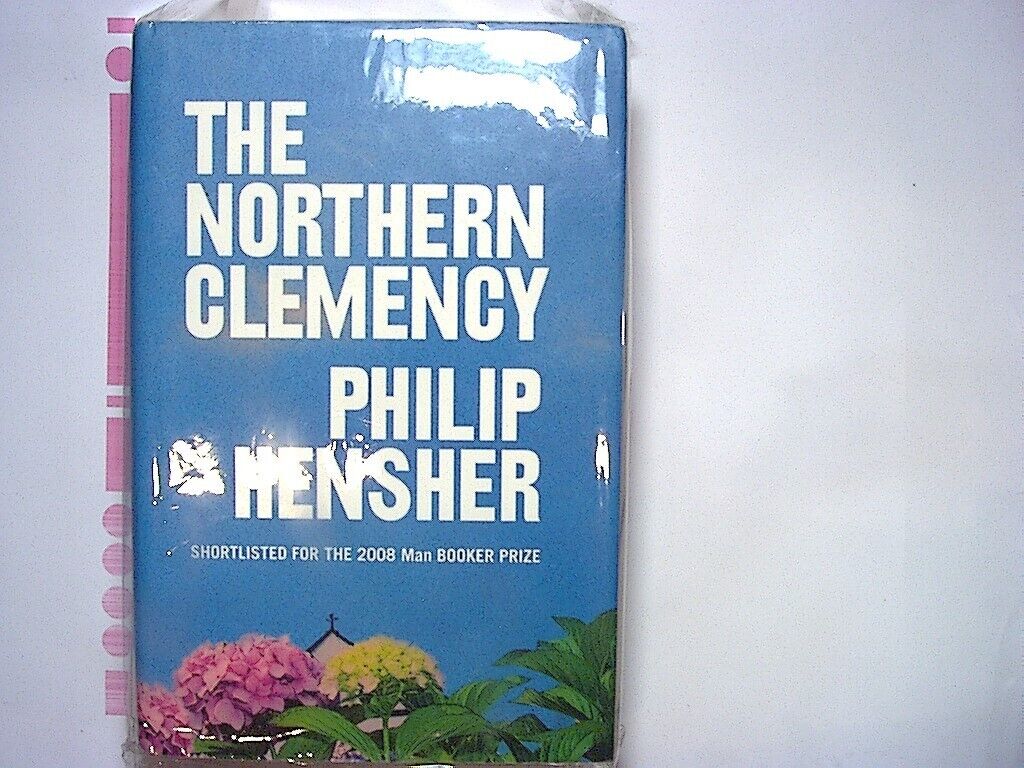 THE
NORTHERN
CLEMENCY
PHILIP
HENSHER
SHORTLISTED FOR THE 2008 Man BOOKER PRIZE